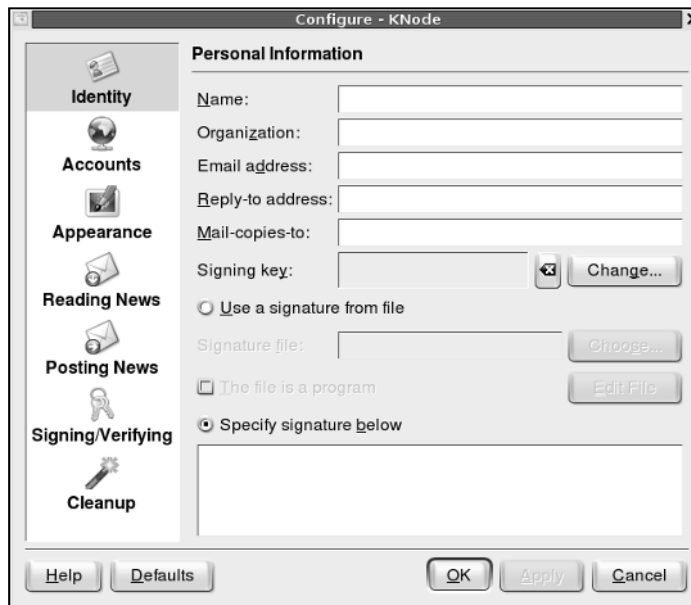 Configure - KNode
Identity
Accounts
Appearance
Reading News
Posting News
Signing/Verifying
Cleanup
Personal Information
Name:
Organization:
Email address:
Reply-to address:
Mail-copies-to:
Signing key:
Change...
Use a signature from file
Signature file:
Choose...
The file is a program
Edit File
Specify signature below
Help
Defaults
OK
Apply
Cancel